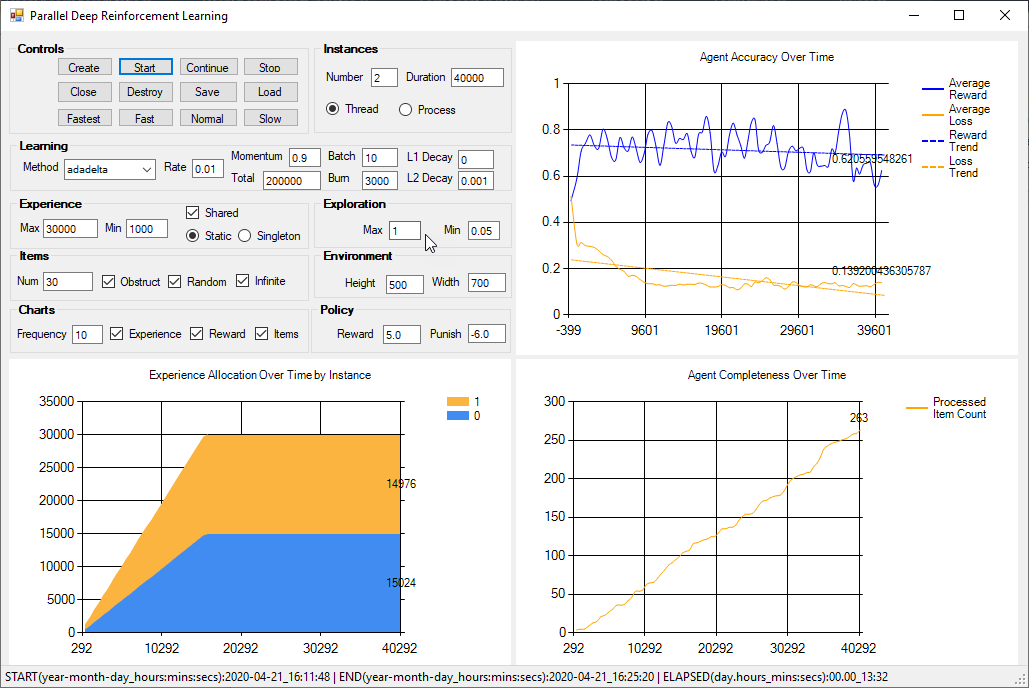 Parallel Deep Reinforcement Learning
Controls
Create Start Continue Stop
Close Destroy Save Load
Fastest Fast Normal Slow
Instances
Number 2 Duration 40000
Thread Process
Learning
Method adadelta Rate 0.01 Momentum 0.9 Batch 10 L1 Decay 0
Total 200000 Burn 3000 L2 Decay 0.001
Experience
Max 30000 Min 1000 Shared
Static Singleton
Exploration
Max 1 Min 0.05
Items
Num 30 Obstruct Random Infinite
Environment
Height 500 Width 700
Charts
Frequency 10 Experience Reward Items
Policy
Reward 5.0 Punish -6.0
Agent Accuracy Over Time
1
0.8
0.6
0.4
0.2
0
-399 9601 19601 29601 39601
0.620559548261
0.139200436305787
Average
Reward
Average
Loss
Reward
Trend
Loss
Trend
Experience Allocation Over Time by Instance
35000
30000
25000
20000
15000
10000
5000
0
292 10292 20292 30292 40292
14976
15024
1
0
Agent Completeness Over Time
300
250
200
150
100
50
0
292 10292 20292 30292 40292
263
Processed
Item Count
START(year-month-day_hours:mins:secs):2020-04-21_16:11:48 | END(year-month-day_hours:mins:secs):2020-04-21_16:25:20 | ELAPSED(day.hours_mins:secs):00.00_13:32